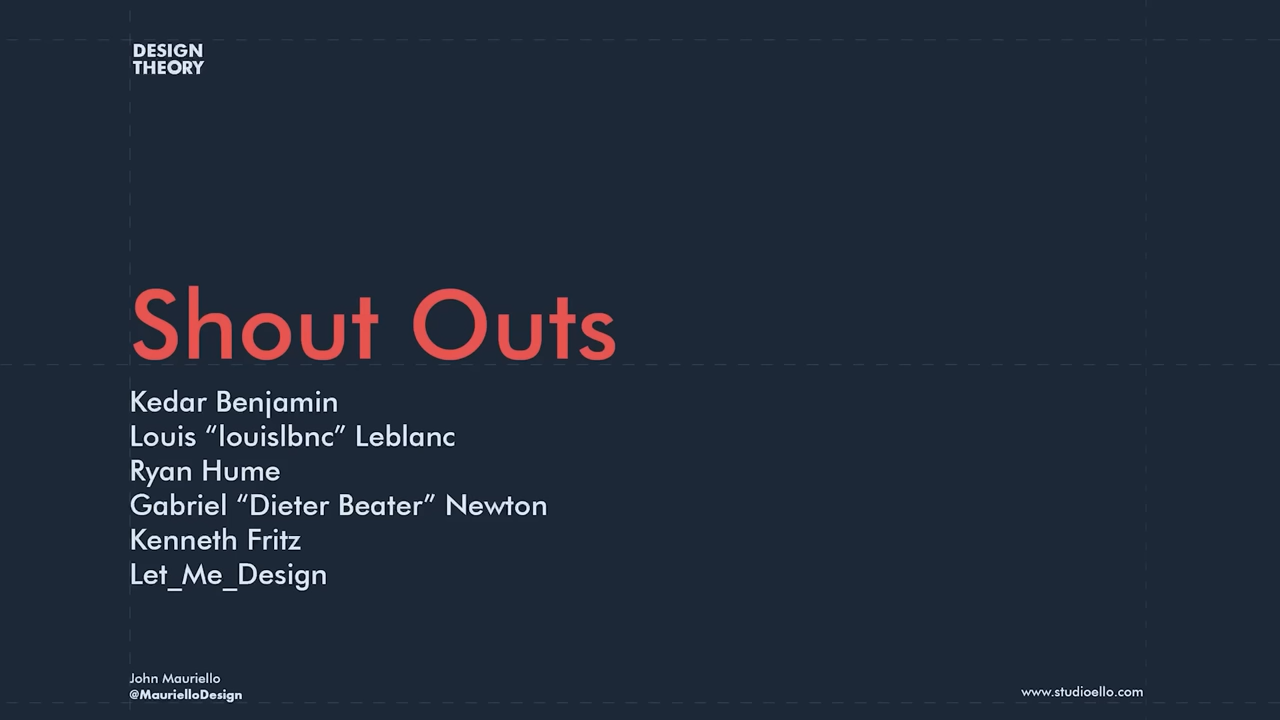 DESIGN
THEORY
Shout Outs
Kedar Benjamin
Louis “louislbnc” Leblanc
Ryan Hume
Gabriel “Dieter Beater” Newton
Kenneth Fritz
Let_Me_Design
John Mauriello
@MaurielloDesign
www.studioello.com